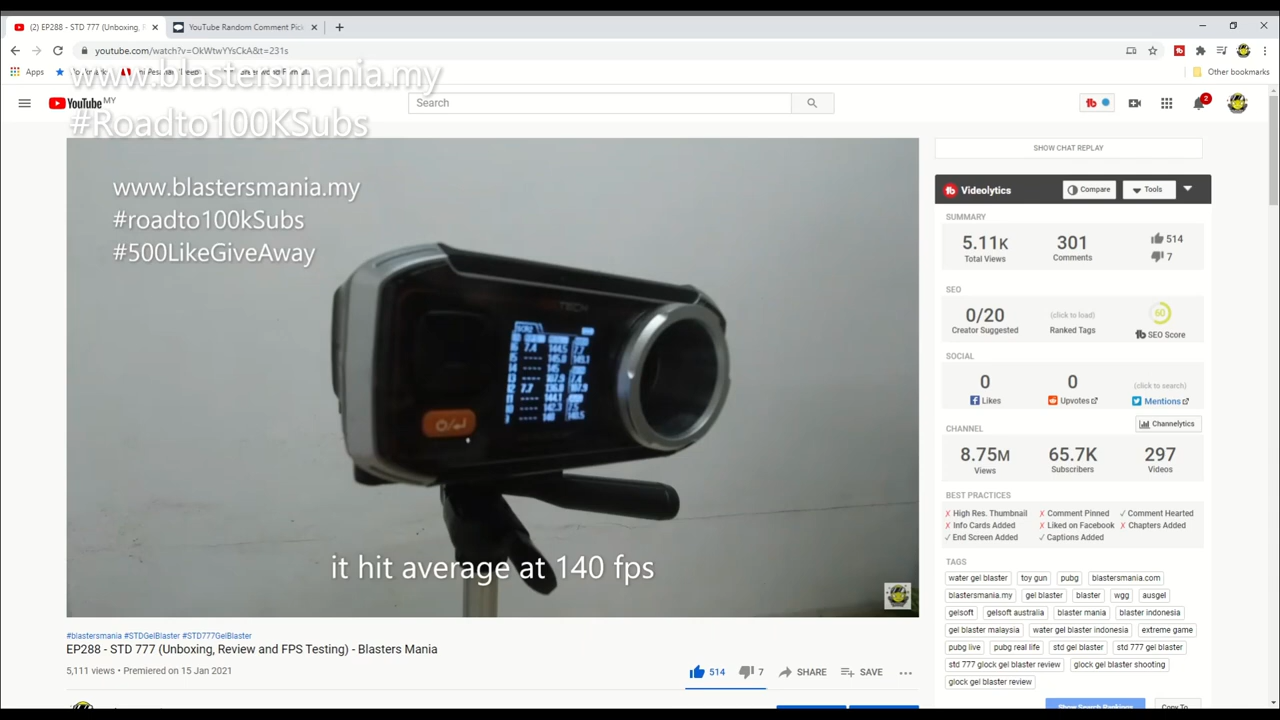 (2) EP288 - STD 777 (Unboxing, R
YouTube Random Comment Pick
youtube.com/watch?v=OkWtwYYsCkA&t=231s
Apps
Other bookmarks
www.blastersmania.my
#Roadto100KSubs
YouTube MY
Search
2
www.blastersmania.my
#roadto100kSubs
#500LikeGiveAway
TECH
it hit average at 140 fps
SHOW CHAT REPLAY
Videolytics
Compare
Tools
SUMMARY
5.11K
Total Views
301
Comments
514
7
SEO
0/20
Creator Suggested
(click to load)
Ranked Tags
60
SEO Score
SOCIAL
0
Likes
0
Upvotes
(click to search)
Mentions
Channelytics
CHANNEL
8.75M
Views
65.7K
Subscribers
297
Videos
BEST PRACTICES
High Res. Thumbnail
Comment Pinned
Comment Hearted
Info Cards Added
Liked on Facebook
Chapters Added
End Screen Added
Captions Added
TAGS
water gel blaster
toy gun
pubg
blastersmania.com
blastersmania.my
gel blaster
blaster
wgg
ausgel
gelsoft
gelsoft australia
blaster mania
blaster indonesia
gel blaster malaysia
water gel blaster indonesia
extreme game
pubg live
pubg real life
std gel blaster
std 777 gel blaster
std 777 glock gel blaster review
glock gel blaster shooting
glock gel blaster review
Show Search Rankings
Copy To
#blastersmania #STDGelBlaster #STD777GelBlaster
EP288 - STD 777 (Unboxing, Review and FPS Testing) - Blasters Mania
5,111 views • Premiered on 15 Jan 2021
514
7
SHARE
SAVE